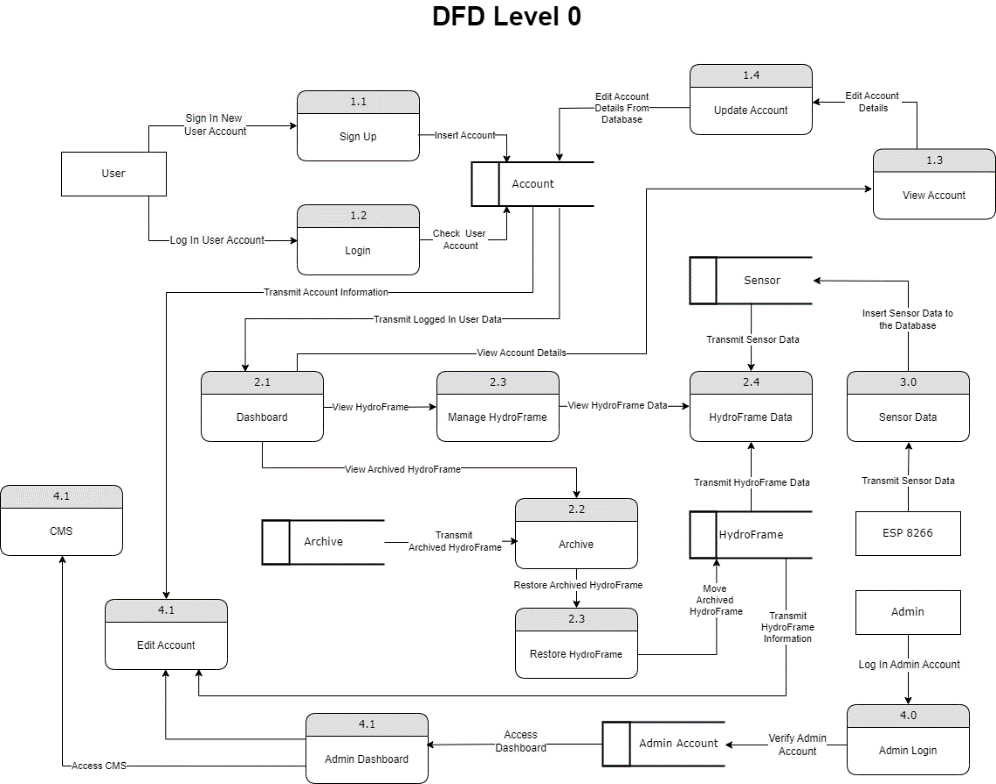 DFD Level 0
1.4
Update Account
Edit Account
Details From
Database
Edit Account
Details
1.1
Sign Up
Sign In New
User Account
Insert Account
User
Account
1.3
View Account
1.2
Login
Log In User Account
Check User
Account
Transmit Account Information
Sensor
Transmit Logged In User Data
Insert Sensor Data to
the Database
Transmit Sensor Data
View Account Details
2.1
Dashboard
View HydroFrame
2.3
Manage HydroFrame
View HydroFrame Data
2.4
HydroFrame Data
3.0
Sensor Data
View Archived HydroFrame
Transmit HydroFrame Data
Transmit Sensor Data
4.1
CMS
2.2
Archive
Archive
Transmit
Archived HydroFrame
HydroFrame
ESP 8266
Restore Archived HydroFrame
Move
Archived
HydroFrame
Transmit
HydroFrame
Information
Admin
4.1
Edit Account
2.3
Restore HydroFrame
Log In Admin Account
4.1
Admin Dashboard
Access
Dashboard
Admin Account
Verify Admin
Account
4.0
Admin Login
Access CMS